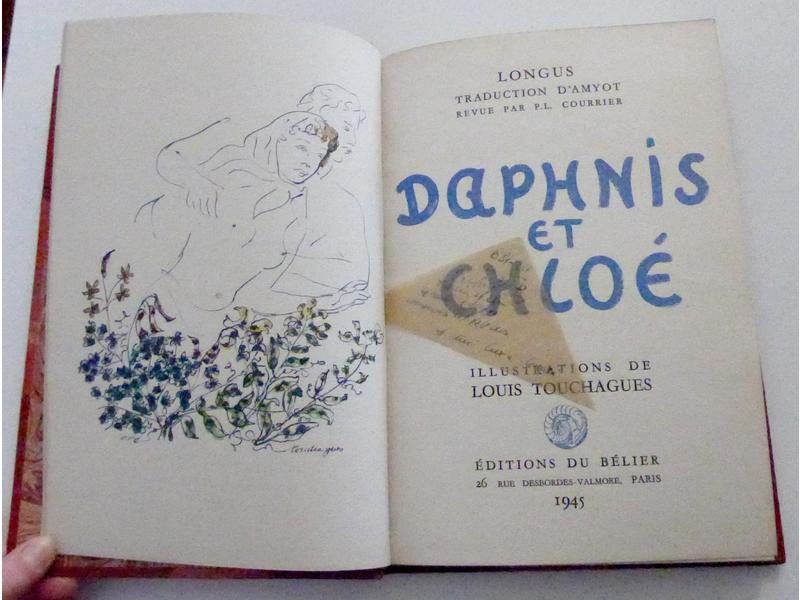 touchagues
LONGUS
TRADUCTION D'AMYOT
REVUE PAR P.L. COURRIER
DAPHNIS
ET
CHLOÉ
ILLUSTRATIONS DE
LOUIS TOUCHAGUES
ÉDITIONS DU BÉLIER
26 RUE DESBORDES-VALMORE, PARIS
1945